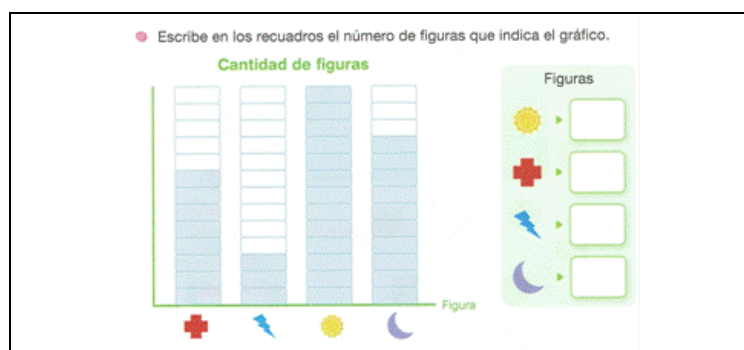 Escribe en los recuadros el número de figuras que indica el gráfico.
Cantidad de figuras
Figura
Figuras